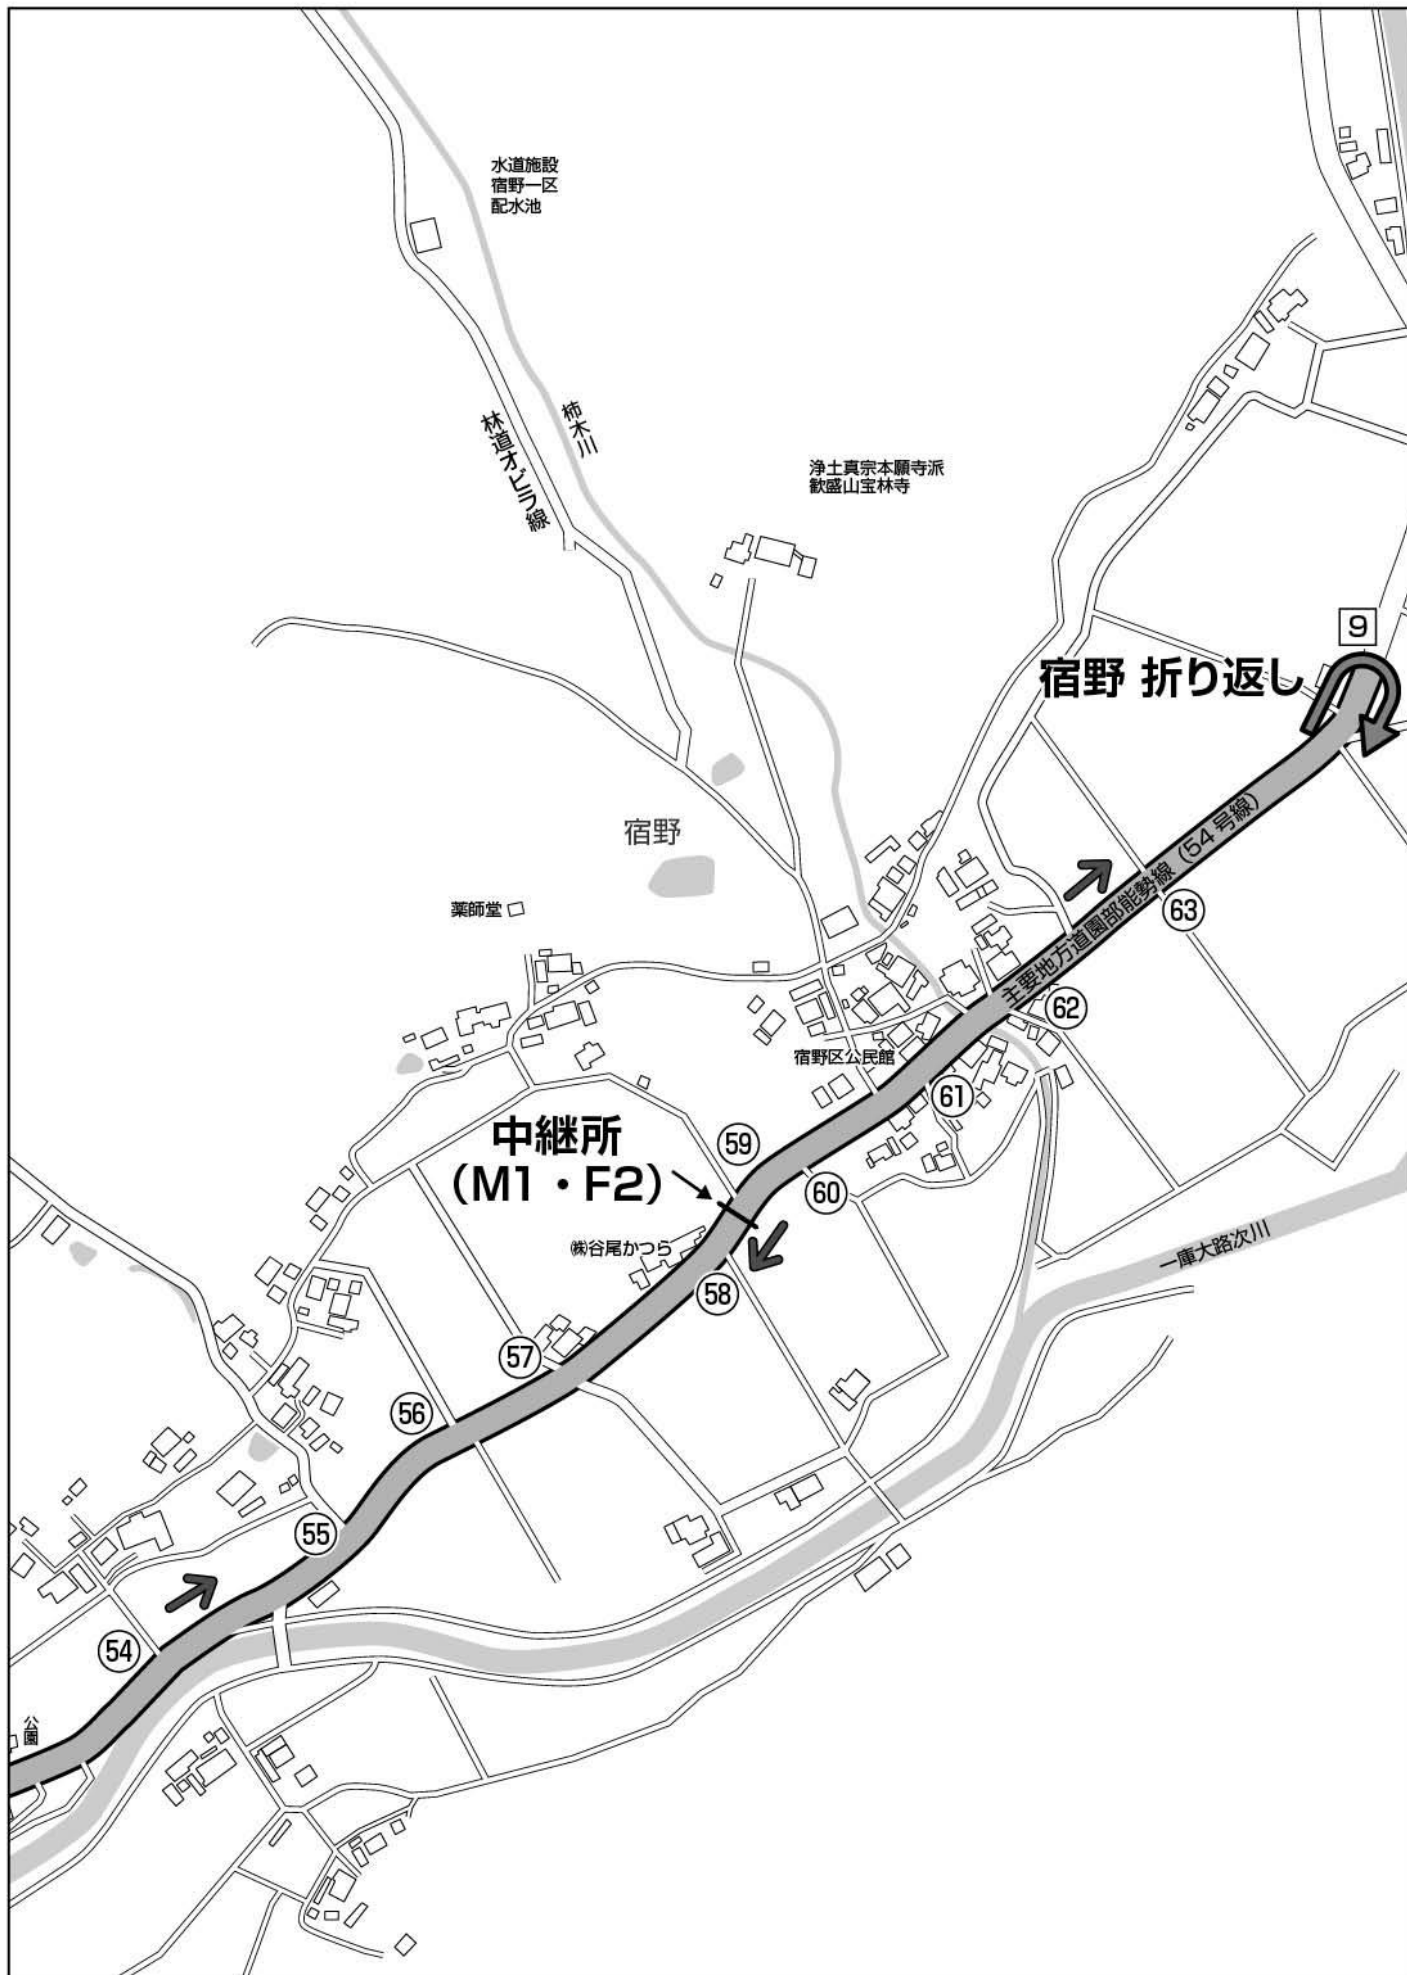 水道施設
宿野一区
配水池
林道オビラ線
柿木川
浄土真宗本願寺派
歓盛山宝林寺
9
宿野 折り返し
宿野
主要地方道園部能勢線(54号線)
63
薬師堂
62
宿野区公民館
61
中継所
(M1・F2)
59
60
㈱谷尾かつら
一庫大路次川
58
57
56
55
54
公園